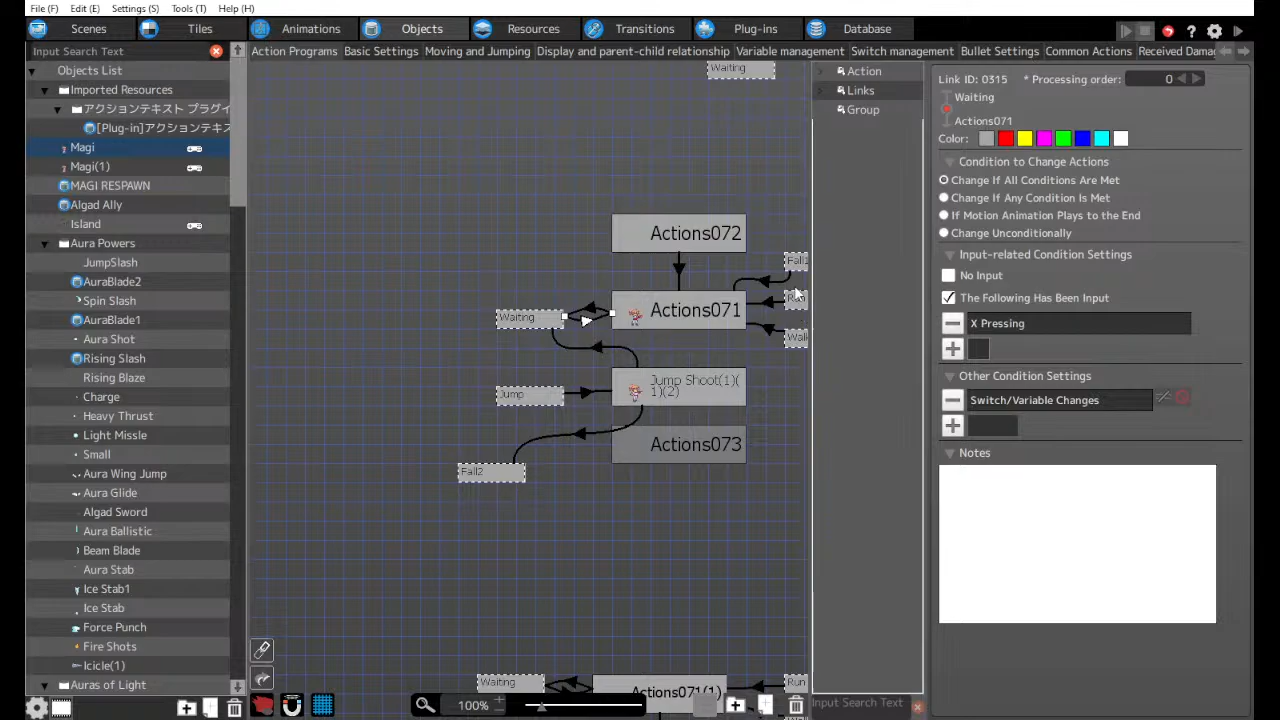 File (F) Edit (E) Settings (S) Tools (T) Help (H)
Scenes Tiles Animations Objects Resources Transitions Plug-ins Database
Input Search Text
Action Programs Basic Settings Moving and Jumping Display and parent-child relationship Variable management Switch management Bullet Settings Common Actions Received Damag
Objects List
Imported Resources
アクションテキスト プラグイ
[Plug-in]アクションテキス
Magi
Magi(1)
MAGI RESPAWN
Algad Ally
Island
Aura Powers
JumpSlash
AuraBlade2
Spin Slash
AuraBlade1
Aura Shot
Rising Slash
Rising Blaze
Charge
Heavy Thrust
Light Missle
Small
Aura Wing Jump
Aura Glide
Algad Sword
Aura Ballistic
Beam Blade
Aura Stab
Ice Stab1
Ice Stab
Force Punch
Fire Shots
Icicle(1)
Auras of Light
Waiting
Actions072
Fall
Actions071
Run
Waiting
Walk
Jump Shoot(1)(
1)(2)
Jump
Actions073
Fall2
Waiting
Actions071(1)
Run
100%
Action
Links
Group
Input Search Text
Link ID: 0315 * Processing order: 0
Waiting
Actions071
Color:
Condition to Change Actions
Change If All Conditions Are Met
Change If Any Condition Is Met
If Motion Animation Plays to the End
Change Unconditionally
Input-related Condition Settings
No Input
The Following Has Been Input
X Pressing
Other Condition Settings
Switch/Variable Changes
Notes